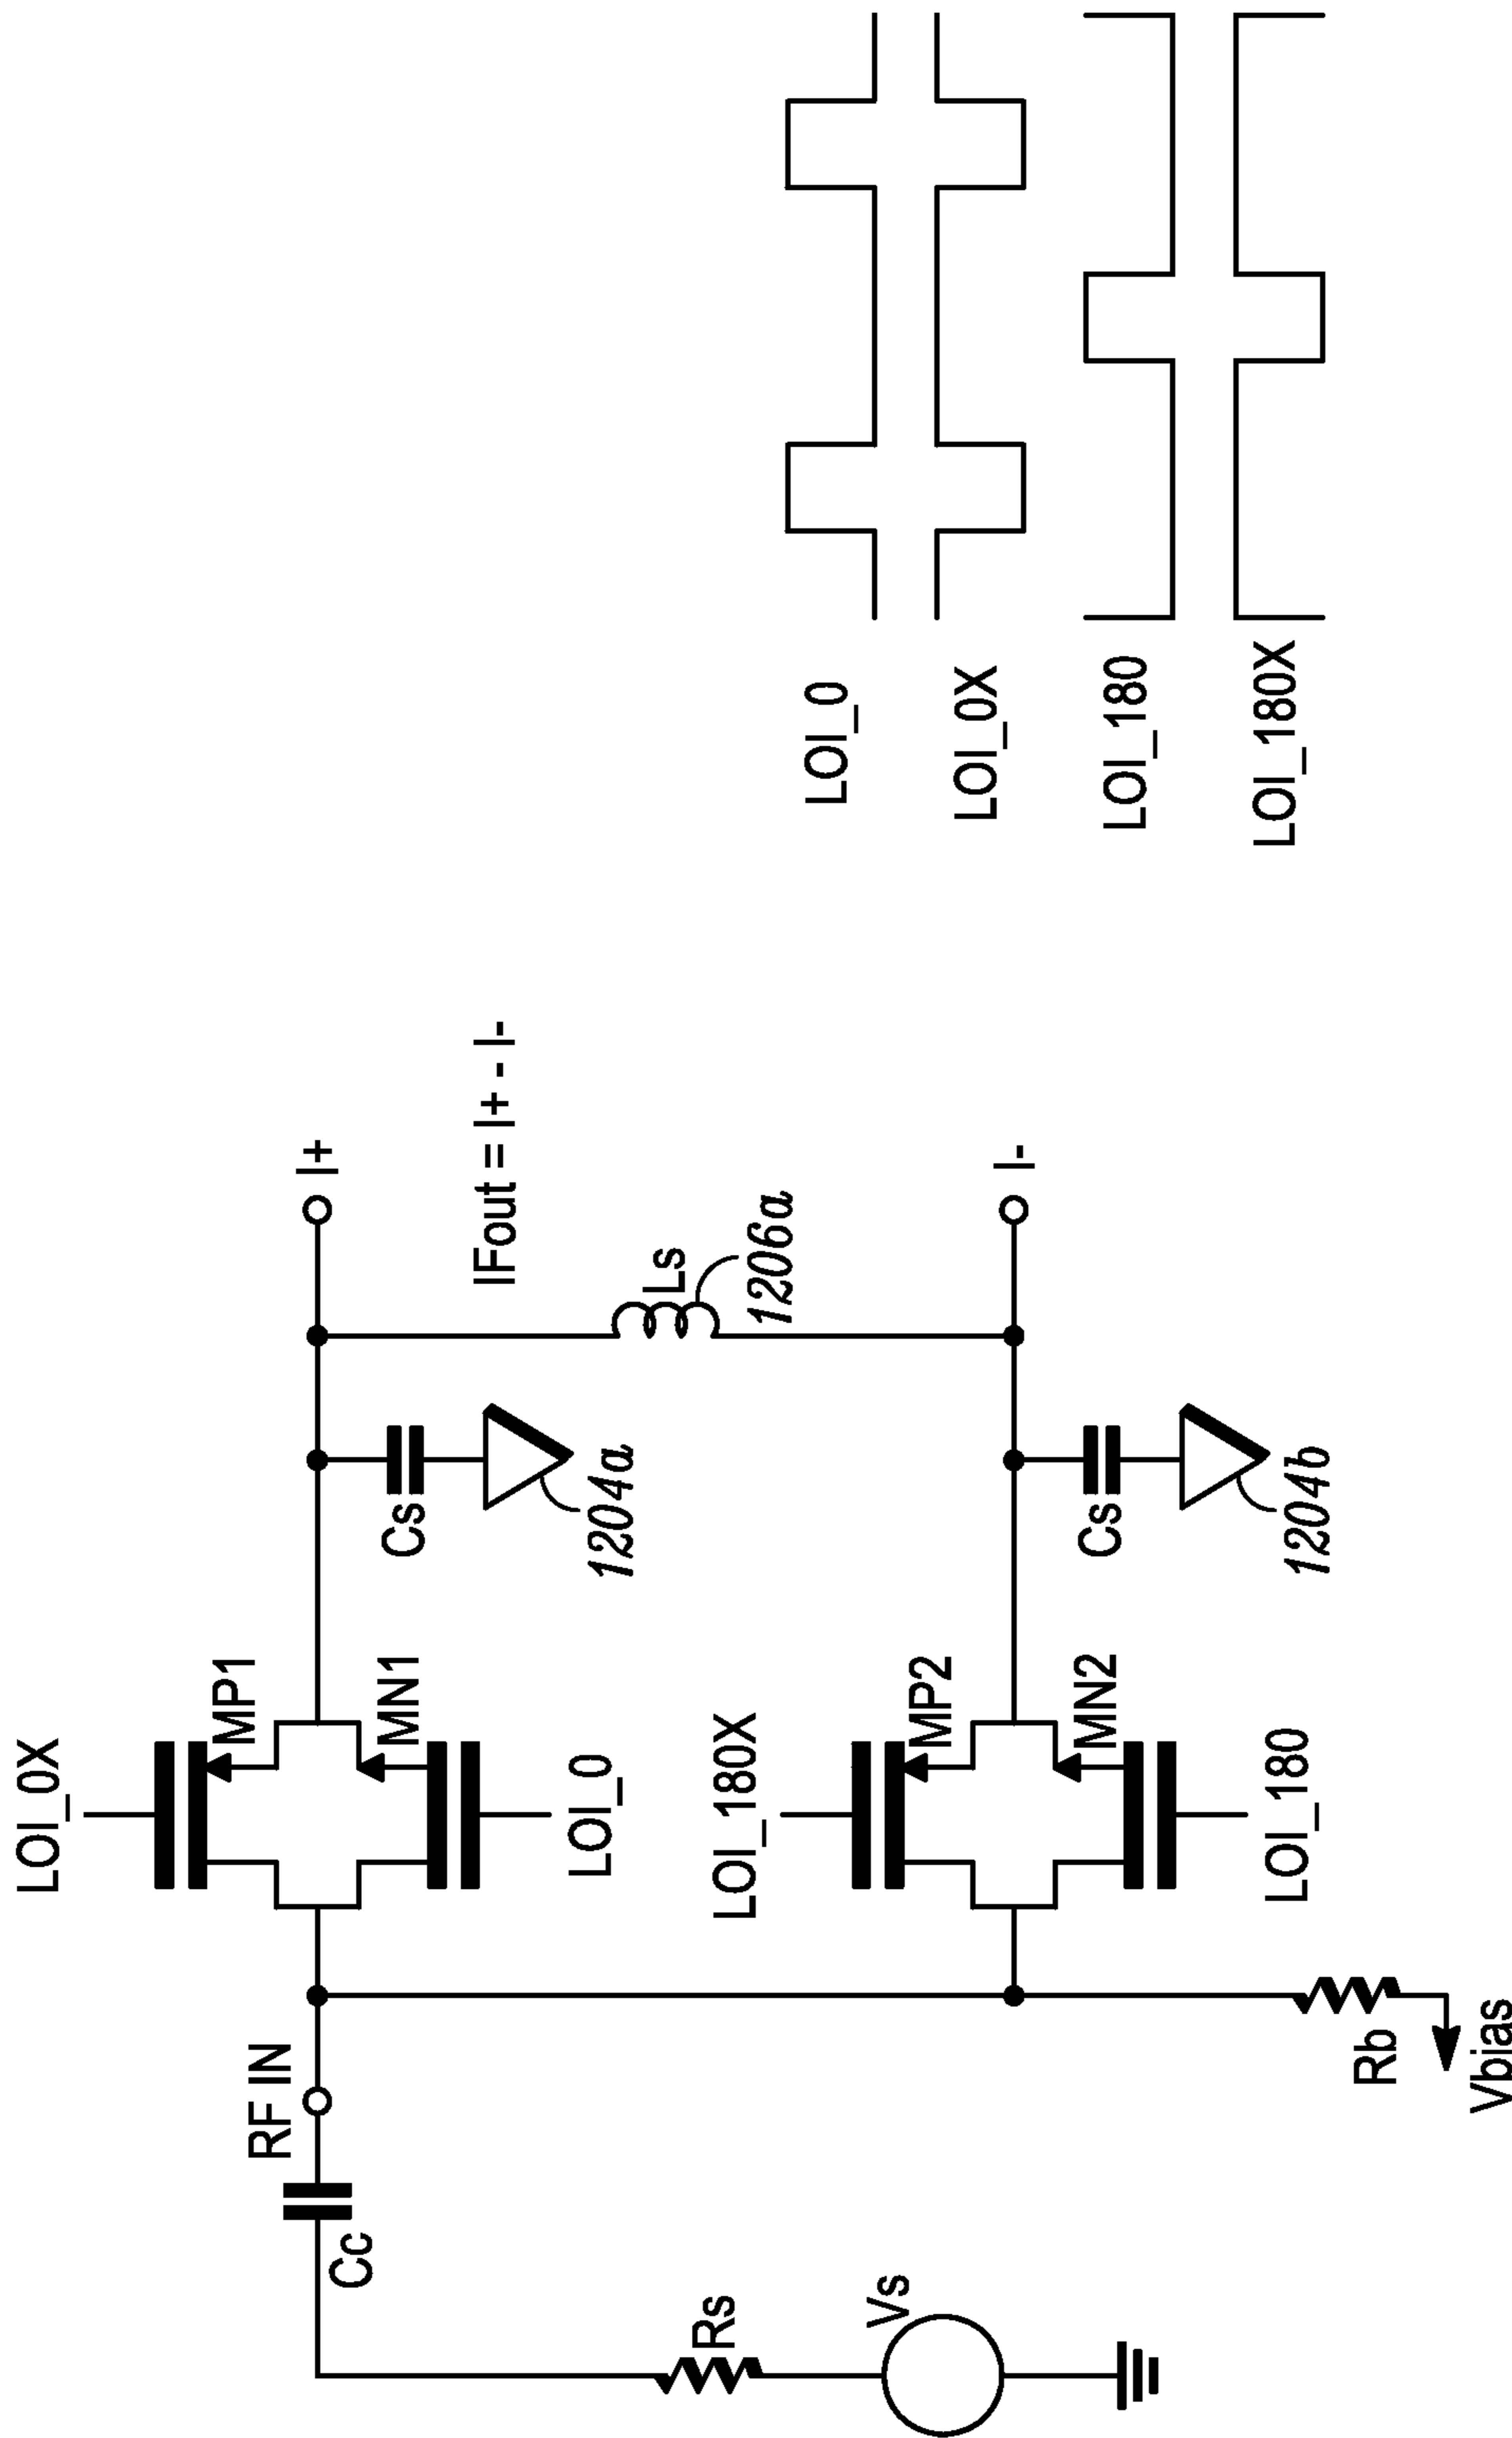 LOI_0X
MP1
MN1
LOI_0
RF IN
Cc
Rs
Vs
Cs
1204a
I+
IFout = I+ - I-
Ls
1206a
LOI_180X
MP2
MN2
LOI_180
Cs
1204b
I-
Rb
Vbias
LOI_0
LOI_0X
LOI_180
LOI_180X